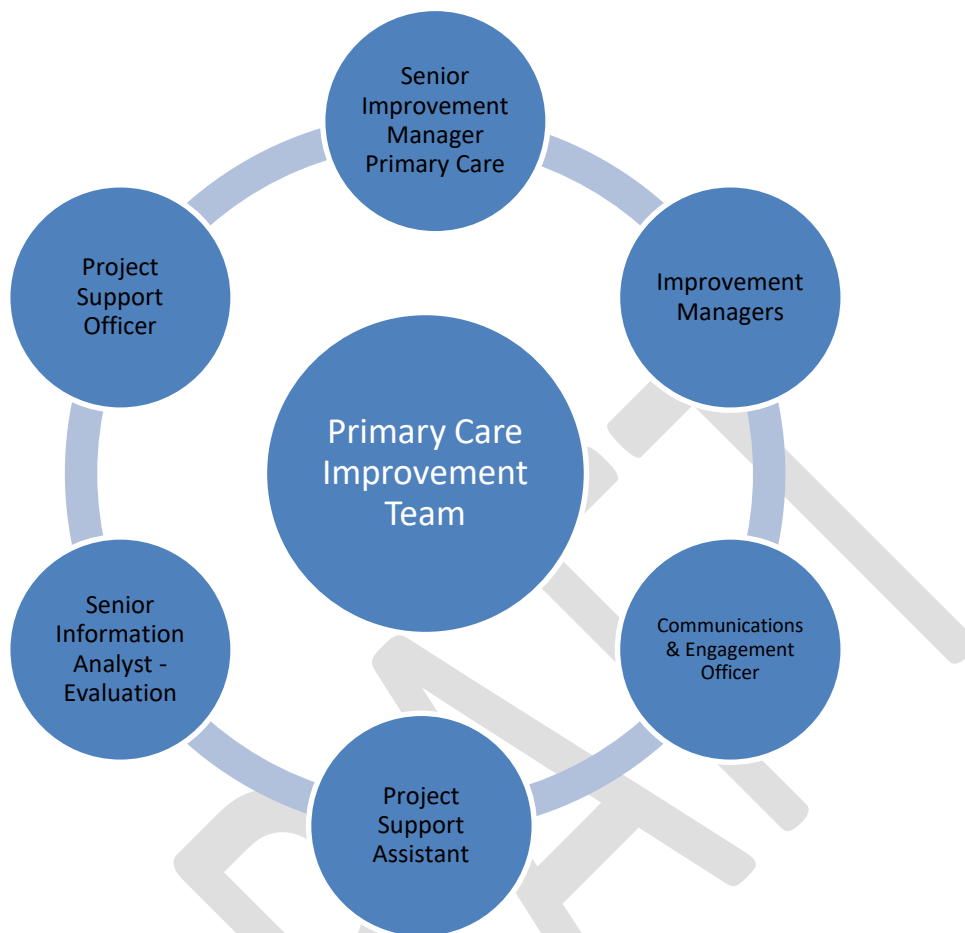 Senior
Improvement
Manager
Primary Care
Improvement
Managers
Communications
& Engagement
Officer
Project
Support
Assistant
Senior
Information
Analyst -
Evaluation
Project
Support
Officer
Primary Care
Improvement
Team